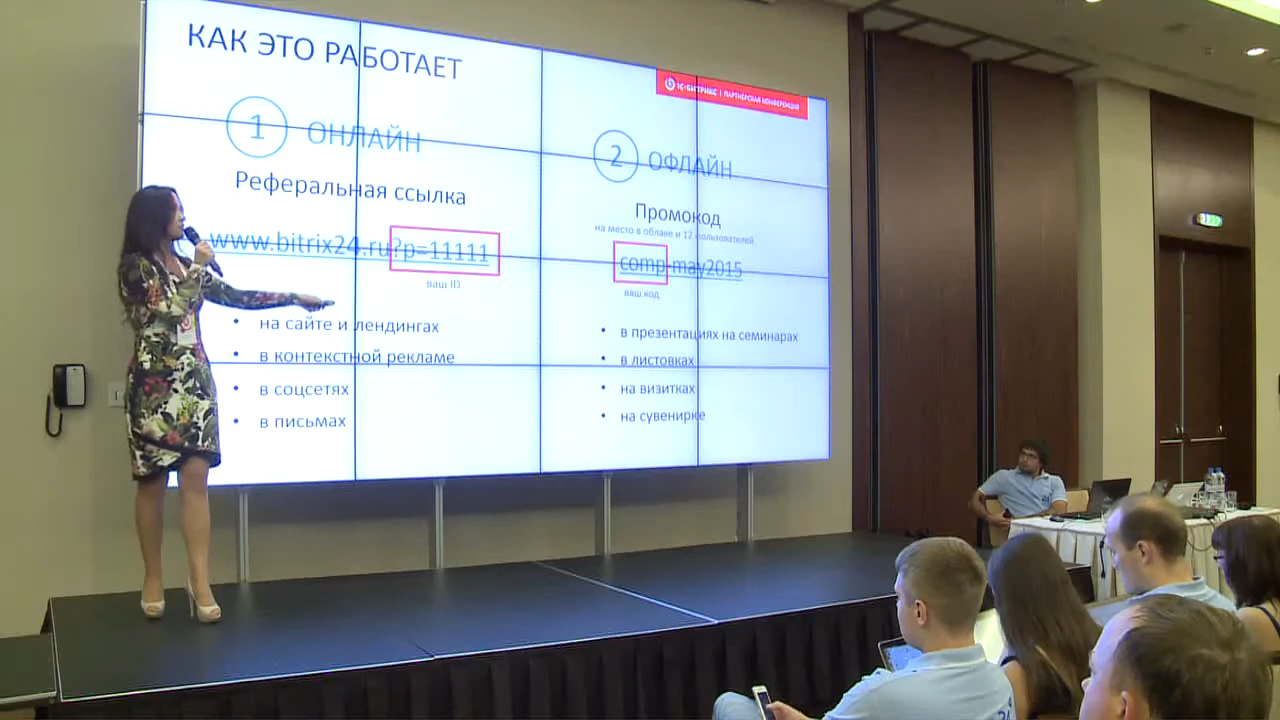 КАК ЭТО РАБОТАЕТ
1С-БИТРИКС | ПАРТНЕРСКАЯ КОНФЕРЕНЦИЯ
1 ОНЛАЙН
Реферальная ссылка
www.bitrix24.ru?p=11111
ваш ID
• на сайте и лендингах
• в контекстной рекламе
• в соцсетях
• в письмах
2 ОФЛАЙН
Промокод
на место в облаке и 12 пользователей
comp-may2015
ваш код
• в презентациях на семинарах
• в листовках
• на визитках
• на сувенирке
24